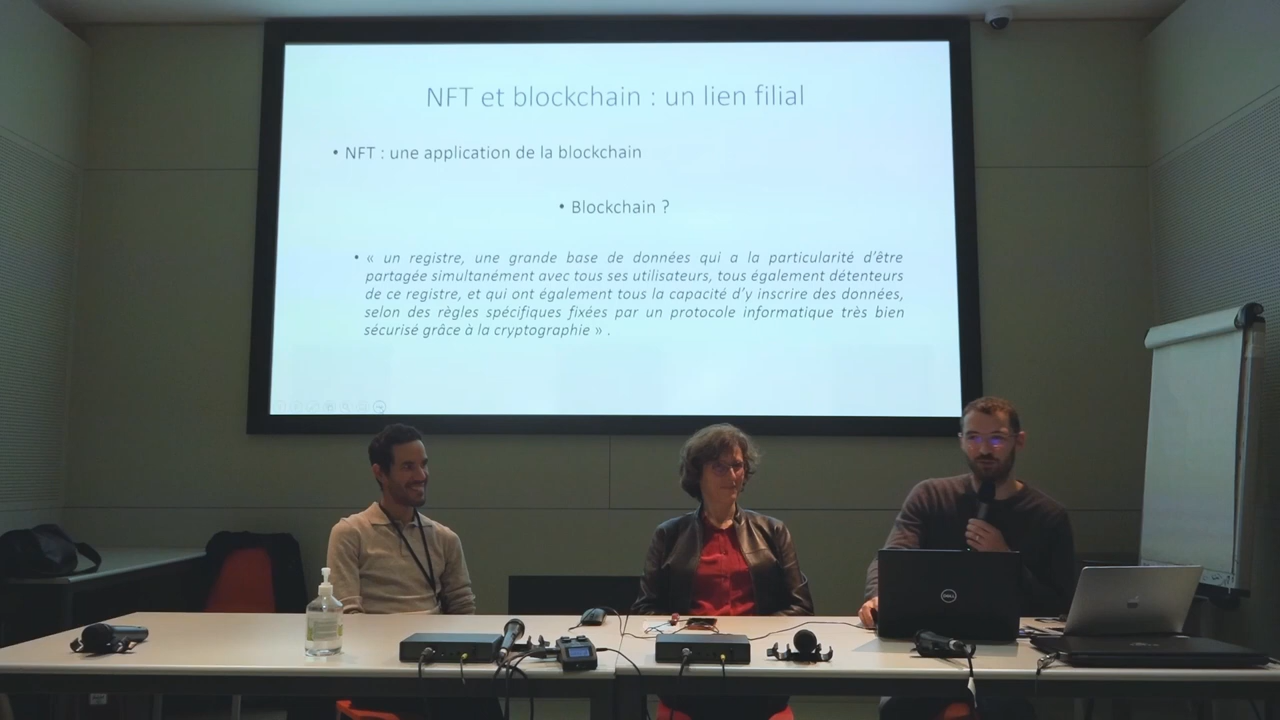 NFT et blockchain : un lien filial
• NFT : une application de la blockchain
• Blockchain ?
• « un registre, une grande base de données qui a la particularité d'être
partagée simultanément avec tous ses utilisateurs, tous également détenteurs
de ce registre, et qui ont également tous la capacité d'y inscrire des données,
selon des règles spécifiques fixées par un protocole informatique très bien
sécurisé grâce à la cryptographie » .
DELL